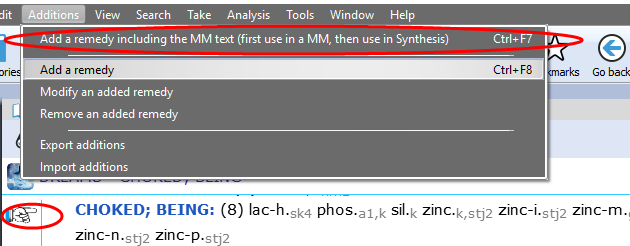 dit Additions Search Take Analysis Tools Window Help
Add a remedy including the MM text (first use in a MM, then use in Synthesis) Ctrl+F7
ories
kmarks Go back
Add a remedy Ctrl+F8
Modify an added remedy
Remove an added remedy
Export additions
Import additions
DREAMS - CHOKED; BEING
CHOKED; BEING: (8) lac-h.sk4 phos.a1,k sil.k zinc.k,stj2 zinc-i.stj2 zinc-m.
zinc-n.stj2 zinc-p.stj2